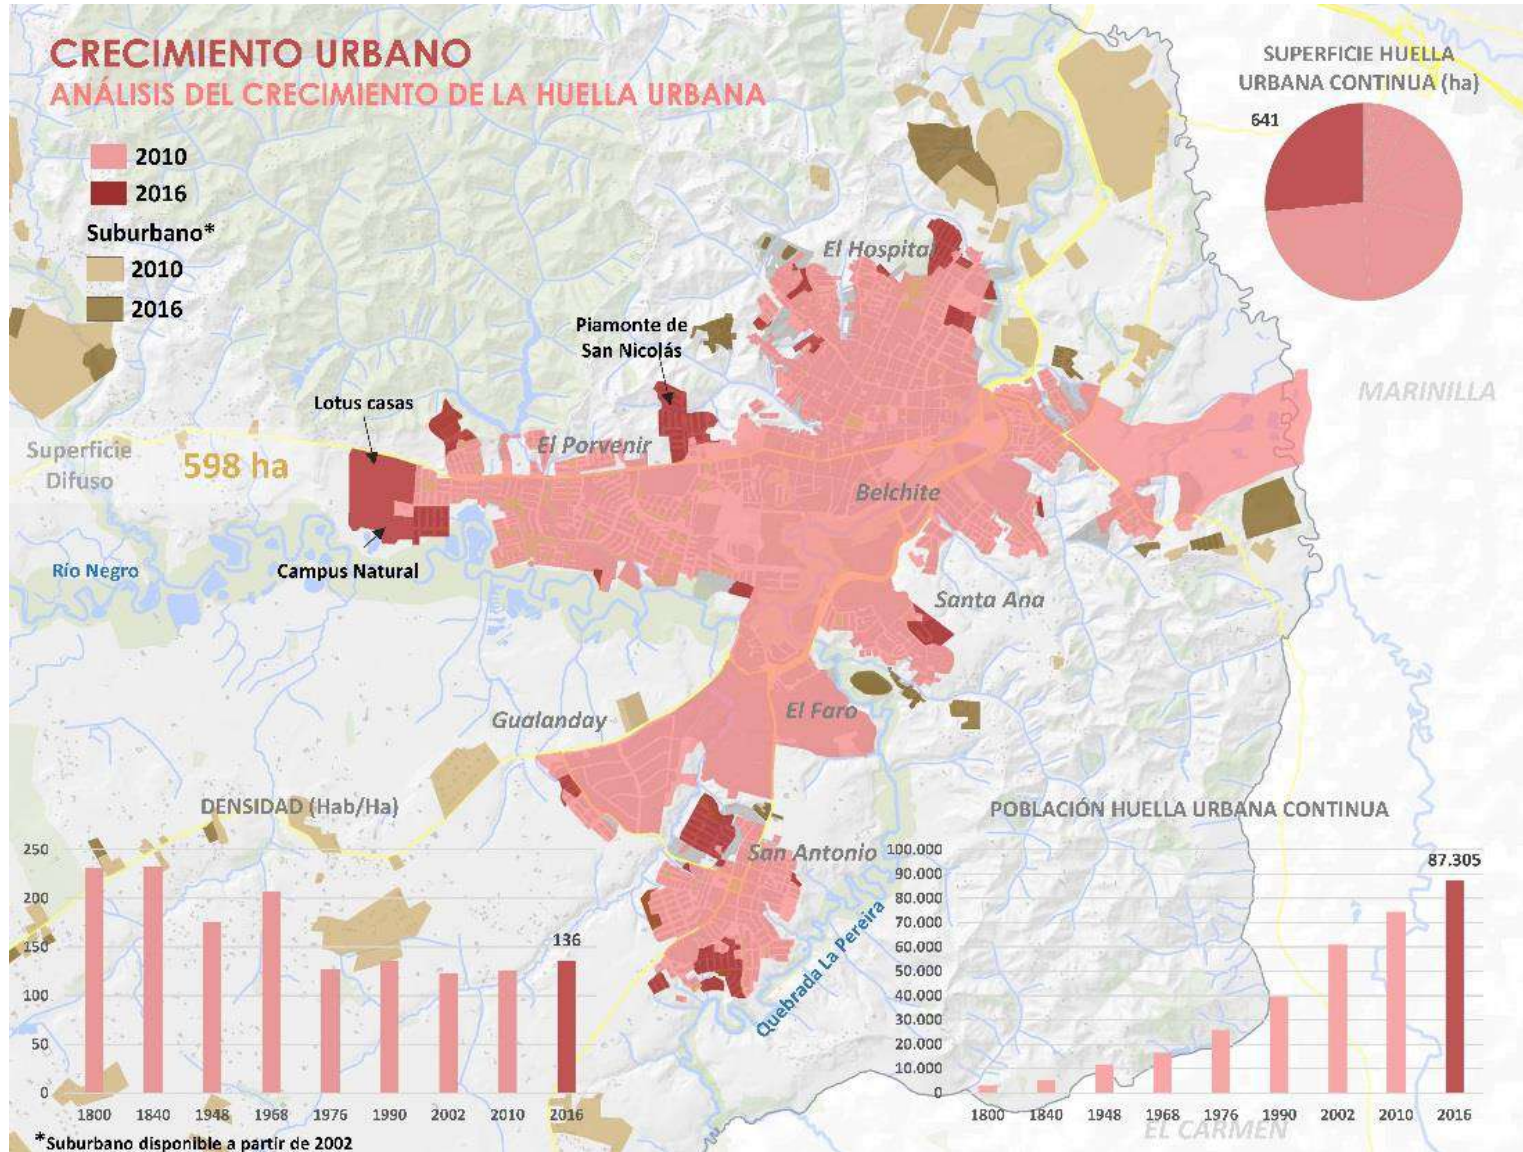 CRECIMIENTO URBANO
ANÁLISIS DEL CRECIMIENTO DE LA HUELLA URBANA
2010
2016
Suburbano*
2010
2016
SUPERFICIE HUELLA
URBANA CONTINUA (ha)
641
El Hospital
Piamonte de
San Nicolás
Lotus casas
MARINILLA
El Porvenir
Superficie
Difuso
598 ha
Belchite
Río Negro
Campus Natural
Santa Ana
Gualanday
El Faro
San Antonio
Quebrada La Pereira
DENSIDAD (Hab/Ha)
250
200
150
100
50
0
136
1800 1840 1948 1968 1976 1990 2002 2010 2016
*Suburbano disponible a partir de 2002
POBLACIÓN HUELLA URBANA CONTINUA
100.000
90.000
80.000
70.000
60.000
50.000
40.000
30.000
20.000
10.000
0
87.305
1800 1840 1948 1968 1976 1990 2002 2010 2016
EL CARMEN